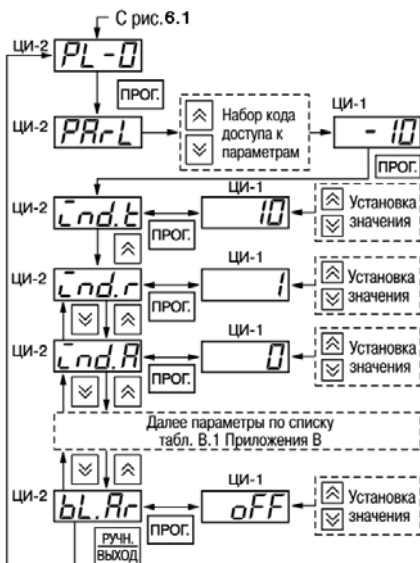 С рис.6.1
ЦИ-2 PL-0
ПРОГ.
ЦИ-2 PArL
Набор кода доступа к параметрам
ЦИ-1
-10
ПРОГ.
ЦИ-2 ind.t
ПРОГ.
ЦИ-1
10
Установка значения
ЦИ-2 ind.r
ПРОГ.
ЦИ-1
1
Установка значения
ЦИ-2 ind.A
ПРОГ.
ЦИ-1
0
Установка значения
Далее параметры по списку
табл. В.1 Приложения В
ЦИ-2 bL.Ar
ПРОГ.
ЦИ-1
oFF
Установка значения
РУЧН.
ВЫХОД